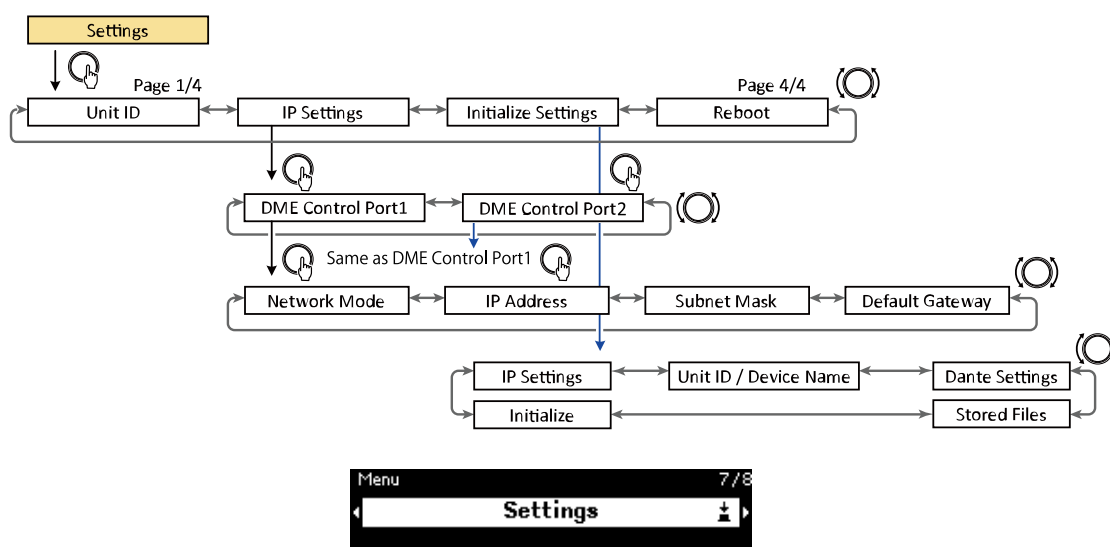 Settings
Page 1/4 Page 4/4
Unit ID IP Settings Initialize Settings Reboot
DME Control Port1 DME Control Port2
Same as DME Control Port1
Network Mode IP Address Subnet Mask Default Gateway
IP Settings Unit ID / Device Name Dante Settings
Initialize Stored Files
Menu 7/8
Settings